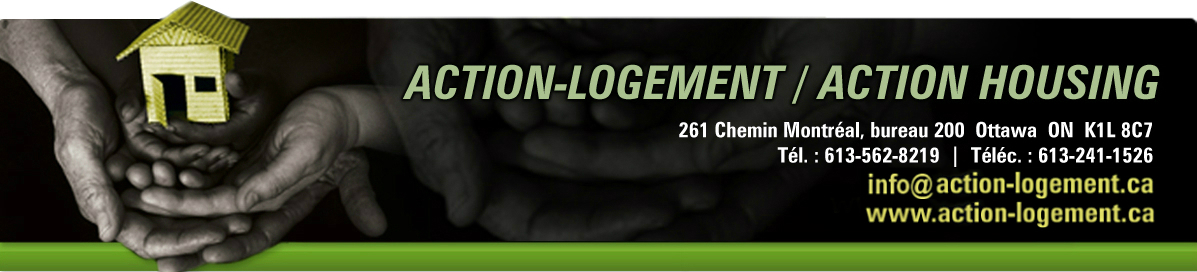 ACTION-LOGEMENT / ACTION HOUSING
261 Chemin Montréal, bureau 200 Ottawa ON K1L 8C7
Tél. : 613-562-8219 | Téléc. : 613-241-1526
info@action-logement.ca
www.action-logement.ca